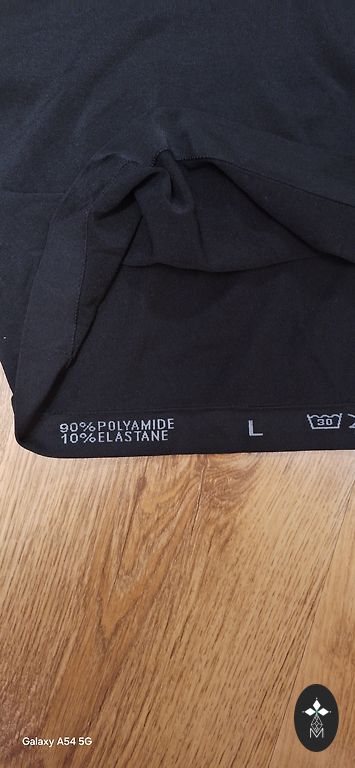 90%POLYAMIDE
10%ELASTANE
L
30
Galaxy A54 5G
M